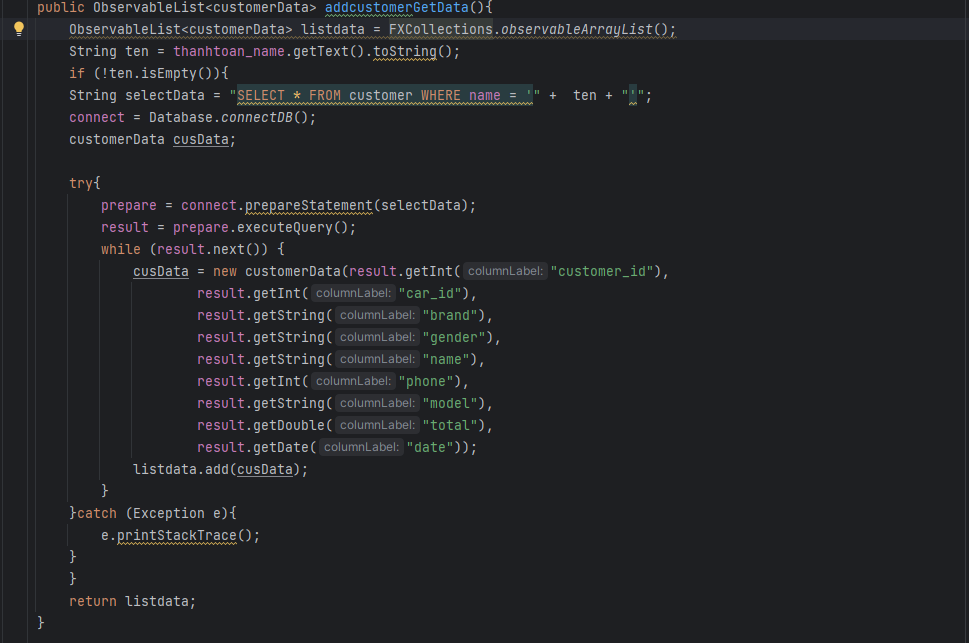 public ObservableList<customerData> addcustomerGetData(){
ObservableList<customerData> listdata = FXCollections.observableArrayList();
String ten = thanhtoan_name.getText().toString();
if (!ten.isEmpty()){
String selectData = "SELECT * FROM customer WHERE name = '" +  ten + "'";
connect = Database.connectDB();
customerData cusData;
try{
prepare = connect.prepareStatement(selectData);
result = prepare.executeQuery();
while (result.next()) {
cusData = new customerData(result.getInt( columnLabel: "customer_id"),
result.getInt( columnLabel: "car_id"),
result.getString( columnLabel: "brand"),
result.getString( columnLabel: "gender"),
result.getString( columnLabel: "name"),
result.getInt( columnLabel: "phone"),
result.getString( columnLabel: "model"),
result.getDouble( columnLabel: "total"),
result.getDate( columnLabel: "date"));
listdata.add(cusData);
}
}catch (Exception e){
e.printStackTrace();
}
}
return listdata;
}